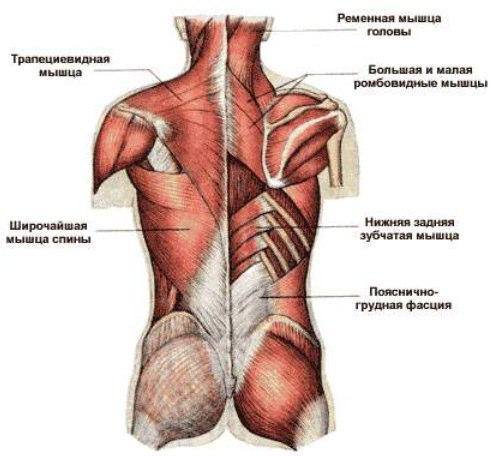 Ременная мышца
головы
Трапециевидная
мышца
Большая и малая
ромбовидные мышцы
Широчайшая
мышца спины
Нижняя задняя
зубчатая мышца
Пояснично-
грудная фасция